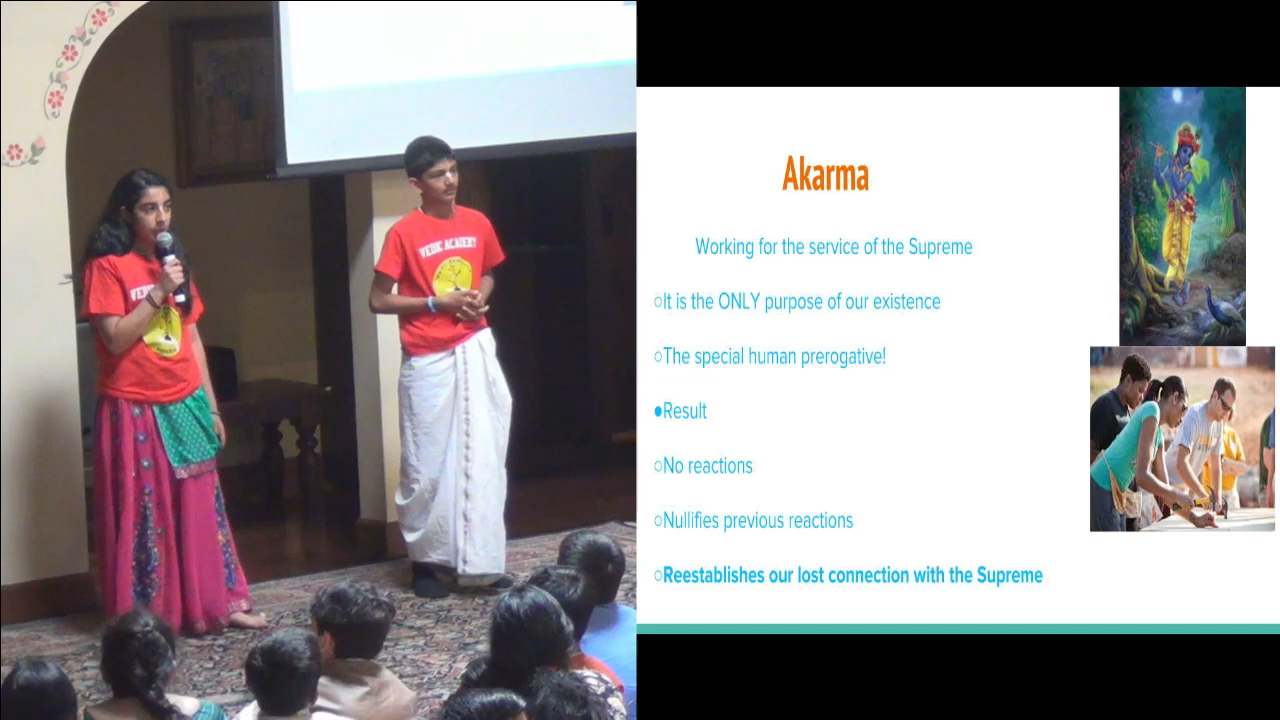 VEDIC ACADEMY
Akarma
Working for the service of the Supreme
○It is the ONLY purpose of our existence
○The special human prerogative!
●Result
○No reactions
○Nullifies previous reactions
○Reestablishes our lost connection with the Supreme